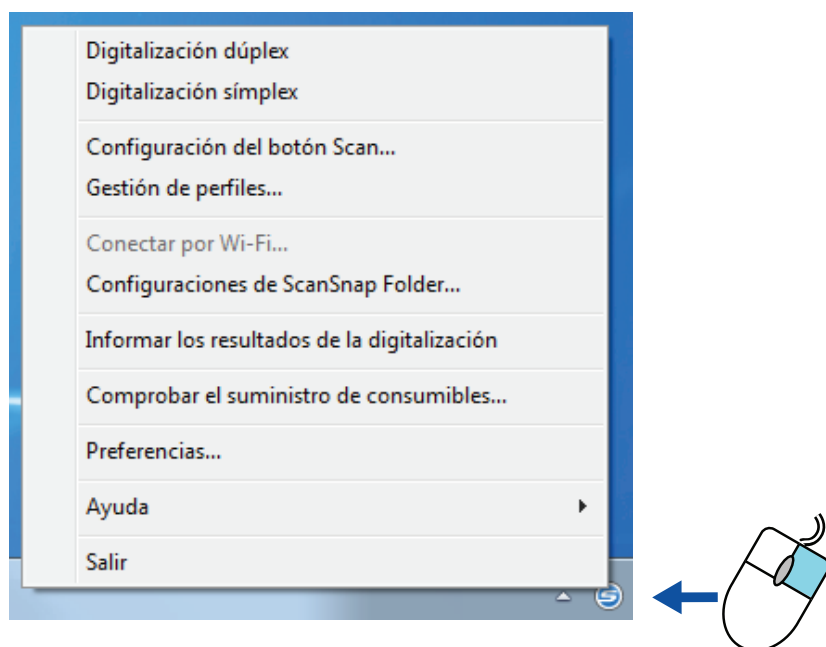 Digitalización dúplex
Digitalización símplex
Configuración del botón Scan...
Gestión de perfiles...
Conectar por Wi-Fi...
Configuraciones de ScanSnap Folder...
Informar los resultados de la digitalización
Comprobar el suministro de consumibles...
Preferencias...
Ayuda
Salir